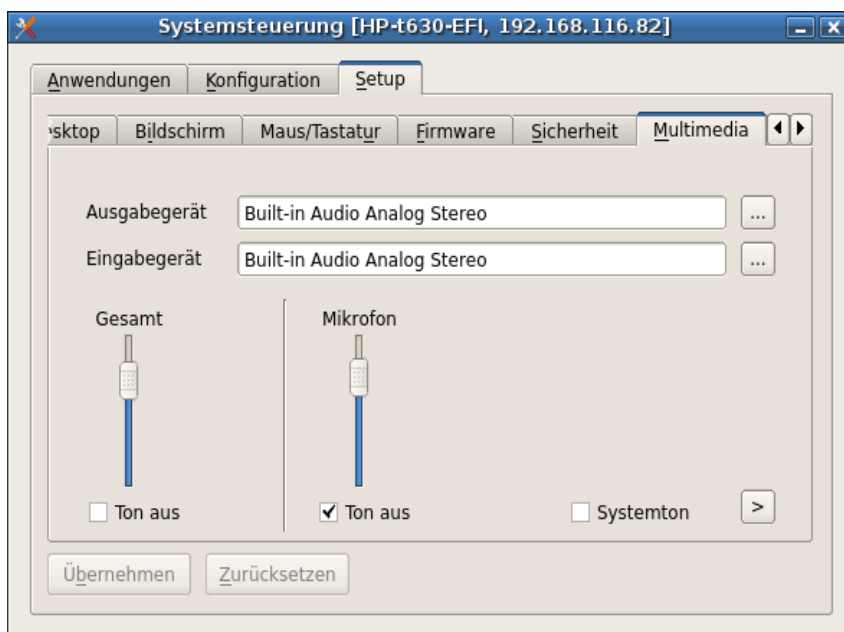 Systemsteuerung [HP-t630-EFI, 192.168.116.82]
Anwendungen Konfiguration Setup
sktop Bildschirm Maus/Tastatur Firmware Sicherheit Multimedia
Ausgabegerät Built-in Audio Analog Stereo ...
Eingabegerät Built-in Audio Analog Stereo ...
Gesamt Mikrofon
Ton aus Ton aus Systemton >
Übernehmen Zurücksetzen